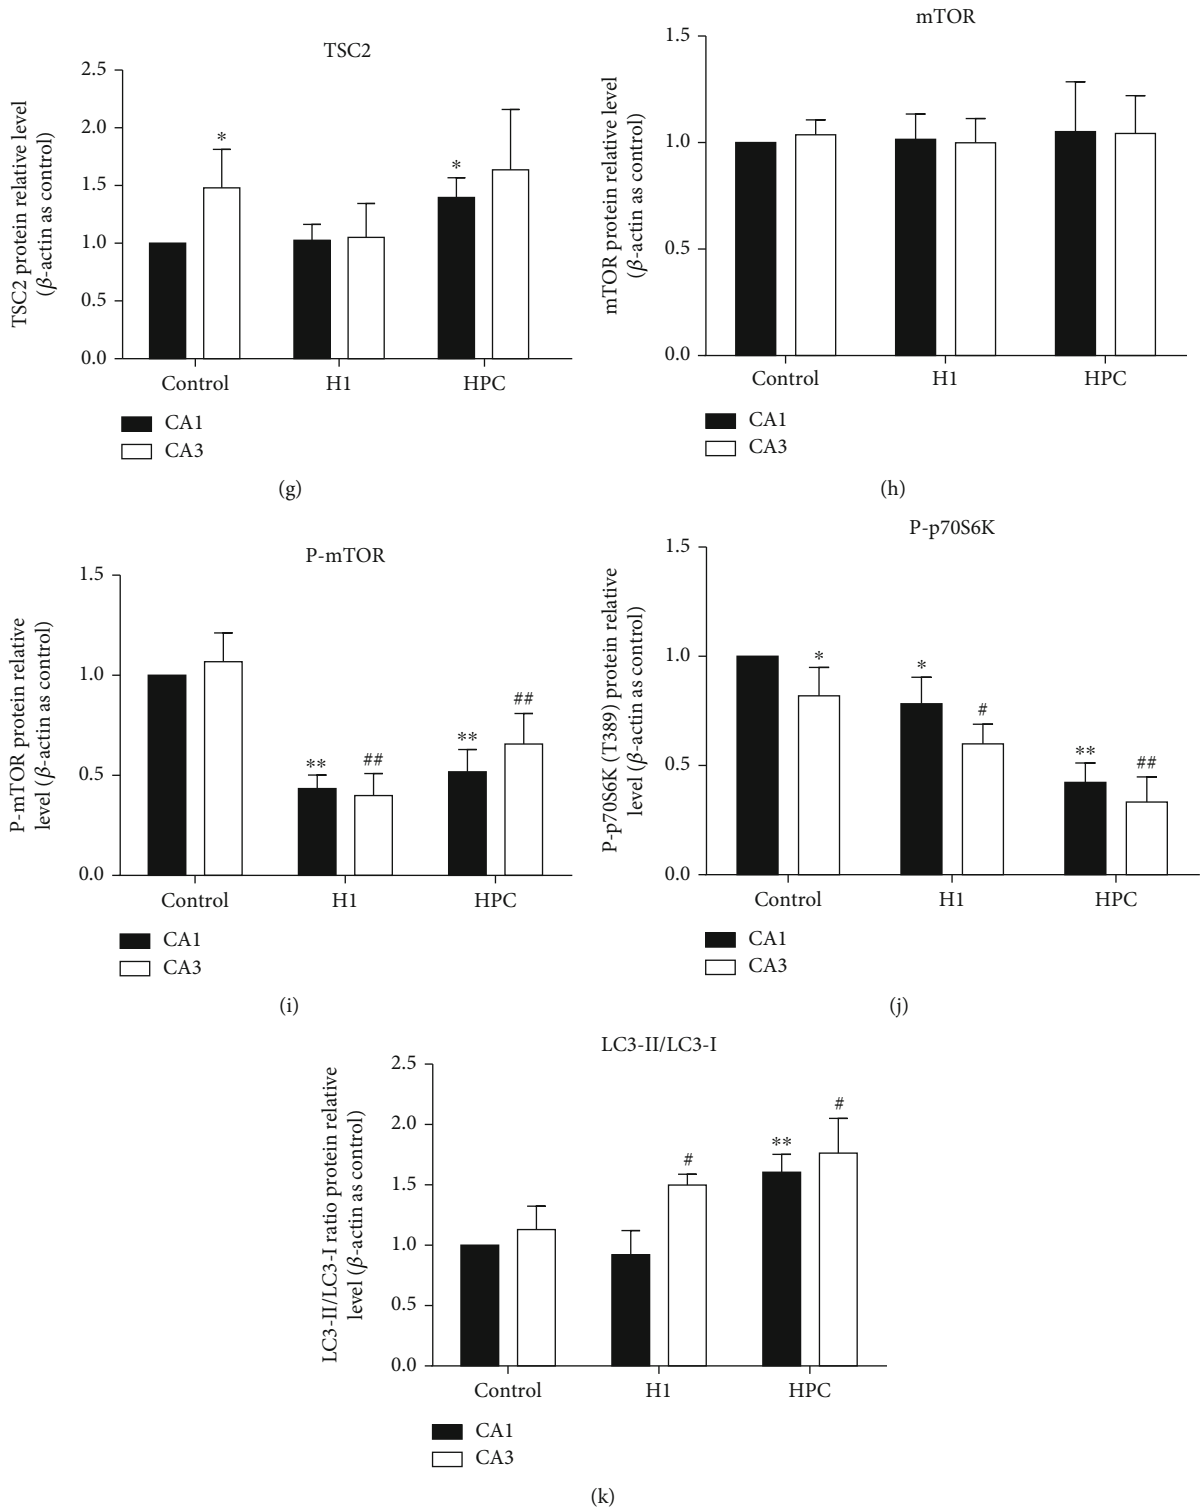 TSC2
TSC2 protein relative level
(β-actin as control)
2.5
2.0
1.5
1.0
0.5
0.0
*
*
Control
H1
HPC
CA1
CA3
(g)
mTOR
mTOR protein relative level
(β-actin as control)
1.5
1.0
0.5
0.0
Control
H1
HPC
CA1
CA3
(h)
P-mTOR
P-mTOR protein relative
level (β-actin as control)
1.5
1.0
0.5
0.0
**
##
**
##
Control
H1
HPC
CA1
CA3
(i)
P-p70S6K
P-p70S6K (T389) protein relative
level (β-actin as control)
1.5
1.0
0.5
0.0
*
*
#
**
##
Control
H1
HPC
CA1
CA3
(j)
LC3-II/LC3-I
LC3-II/LC3-I ratio protein relative
level (β-actin as control)
2.5
2.0
1.5
1.0
0.5
0.0
#
**
#
Control
H1
HPC
CA1
CA3
(k)